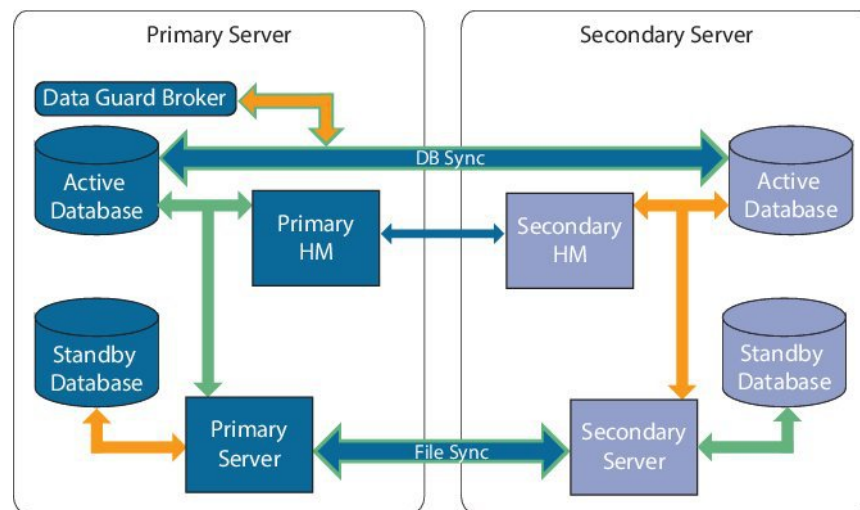 Primary Server
Secondary Server
Data Guard Broker
DB Sync
Active
Database
Active
Database
Primary
HM
Secondary
HM
Standby
Database
Standby
Database
Primary
Server
File Sync
Secondary
Server